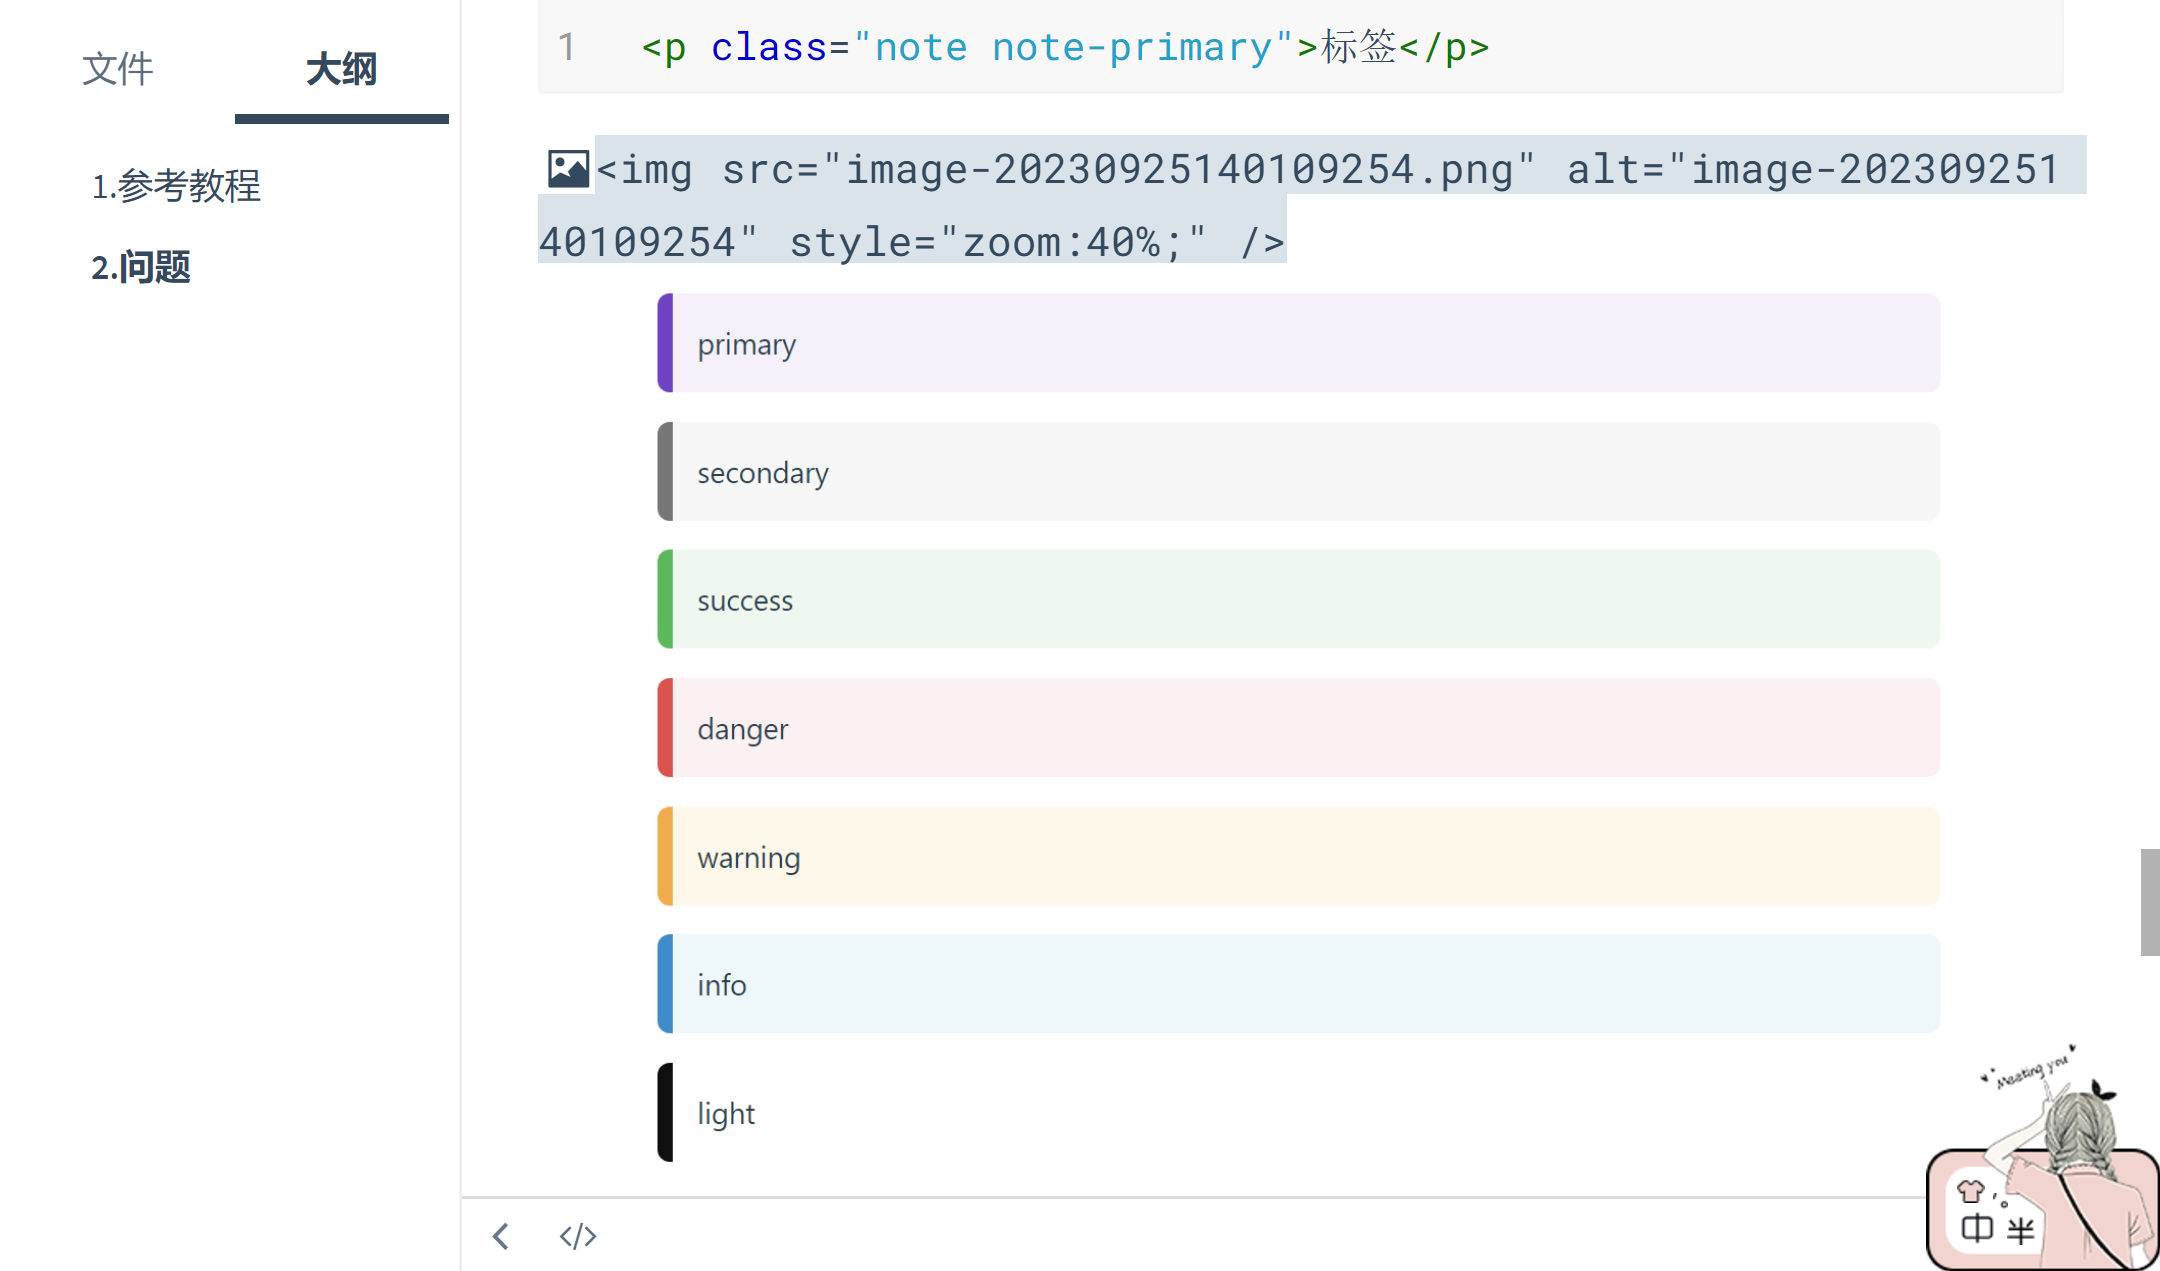 文件 大纲
1.参考教程
2.问题
1 <p class="note note-primary">标签</p>
<img src="image-20230925140109254.png" alt="image-202309251
40109254" style="zoom:40%;" />
primary
secondary
success
danger
warning
info
light
</>
Meeting you
中 半